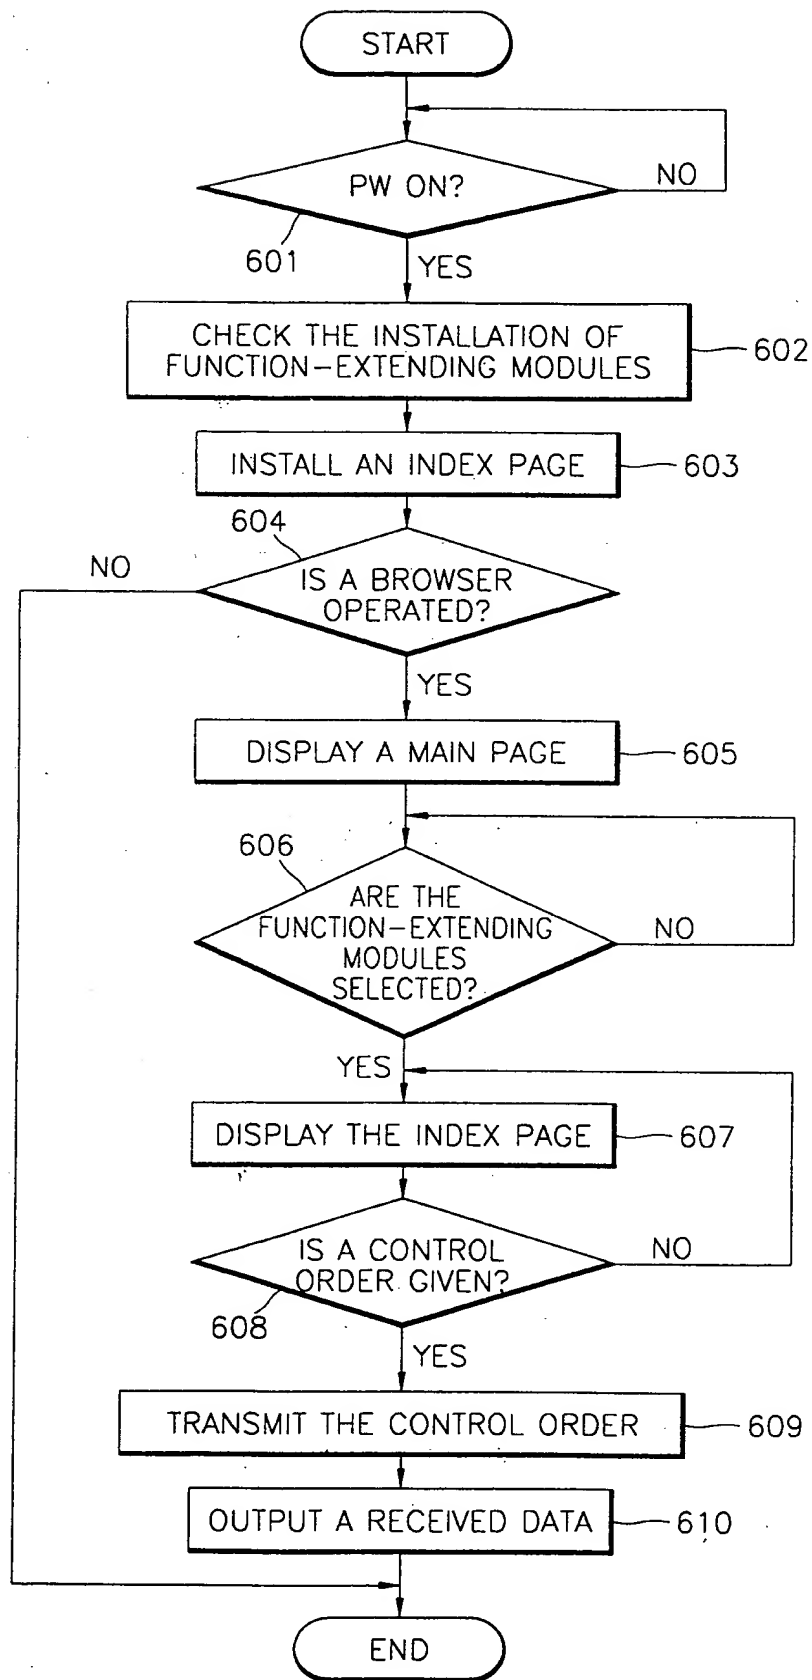 START
PW ON?
NO
601
YES
CHECK THE INSTALLATION OF
FUNCTION-EXTENDING MODULES
602
INSTALL AN INDEX PAGE
603
604
NO
IS A BROWSER
OPERATED?
YES
DISPLAY A MAIN PAGE
605
606
ARE THE
FUNCTION-EXTENDING
MODULES
SELECTED?
NO
YES
DISPLAY THE INDEX PAGE
607
IS A CONTROL
ORDER GIVEN?
NO
608
YES
TRANSMIT THE CONTROL ORDER
609
OUTPUT A RECEIVED DATA
610
END